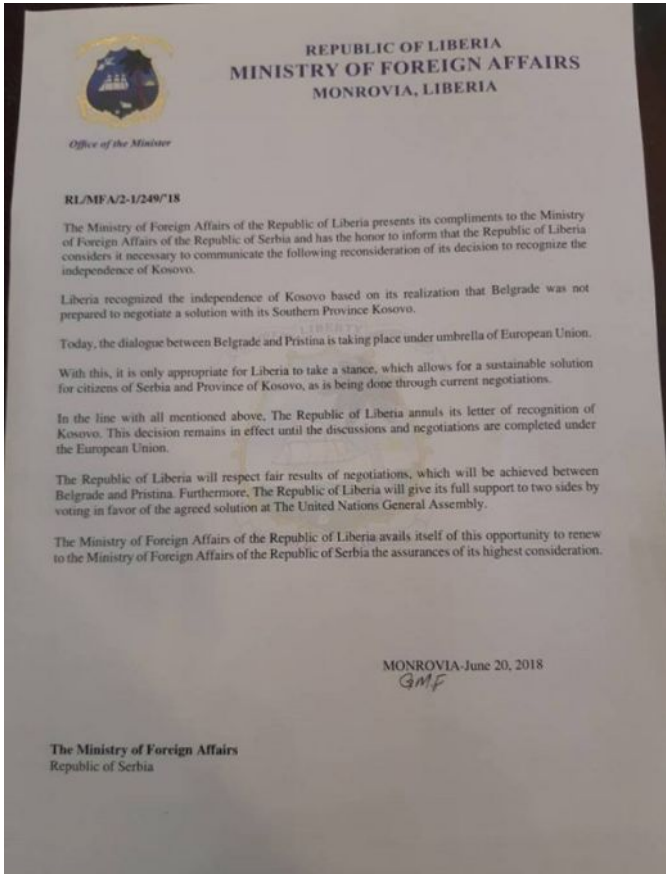 REPUBLIC OF LIBERIA
MINISTRY OF FOREIGN AFFAIRS
MONROVIA, LIBERIA
Office of the Minister
RL/MFA/2-1/249/'18
The Ministry of Foreign Affairs of the Republic of Liberia presents its compliments to the Ministry
of Foreign Affairs of the Republic of Serbia and has the honor to inform that the Republic of Liberia
considers it necessary to communicate the following reconsideration of its decision to recognize the
independence of Kosovo.
Liberia recognized the independence of Kosovo based on its realization that Belgrade was not
prepared to negotiate a solution with its Southern Province Kosovo.
LIBERTY
Today, the dialogue between Belgrade and Pristina is taking place under umbrella of European Union.
With this, it is only appropriate for Liberia to take a stance, which allows for a sustainable solution
for citizens of Serbia and Province of Kosovo, as is being done through current negotiations.
In the line with all mentioned above, The Republic of Liberia annuls its letter of recognition of
Kosovo. This decision remains in effect until the discussions and negotiations are completed under
the European Union.
The Republic of Liberia will respect fair results of negotiations, which will be achieved between
Belgrade and Pristina. Furthermore, The Republic of Liberia will give its full support to two sides by
voting in favor of the agreed solution at The United Nations General Assembly.
The Ministry of Foreign Affairs of the Republic of Liberia avails itself of this opportunity to renew
to the Ministry of Foreign Affairs of the Republic of Serbia the assurances of its highest consideration.
MONROVIA-June 20, 2018
GMF
The Ministry of Foreign Affairs
Republic of Serbia